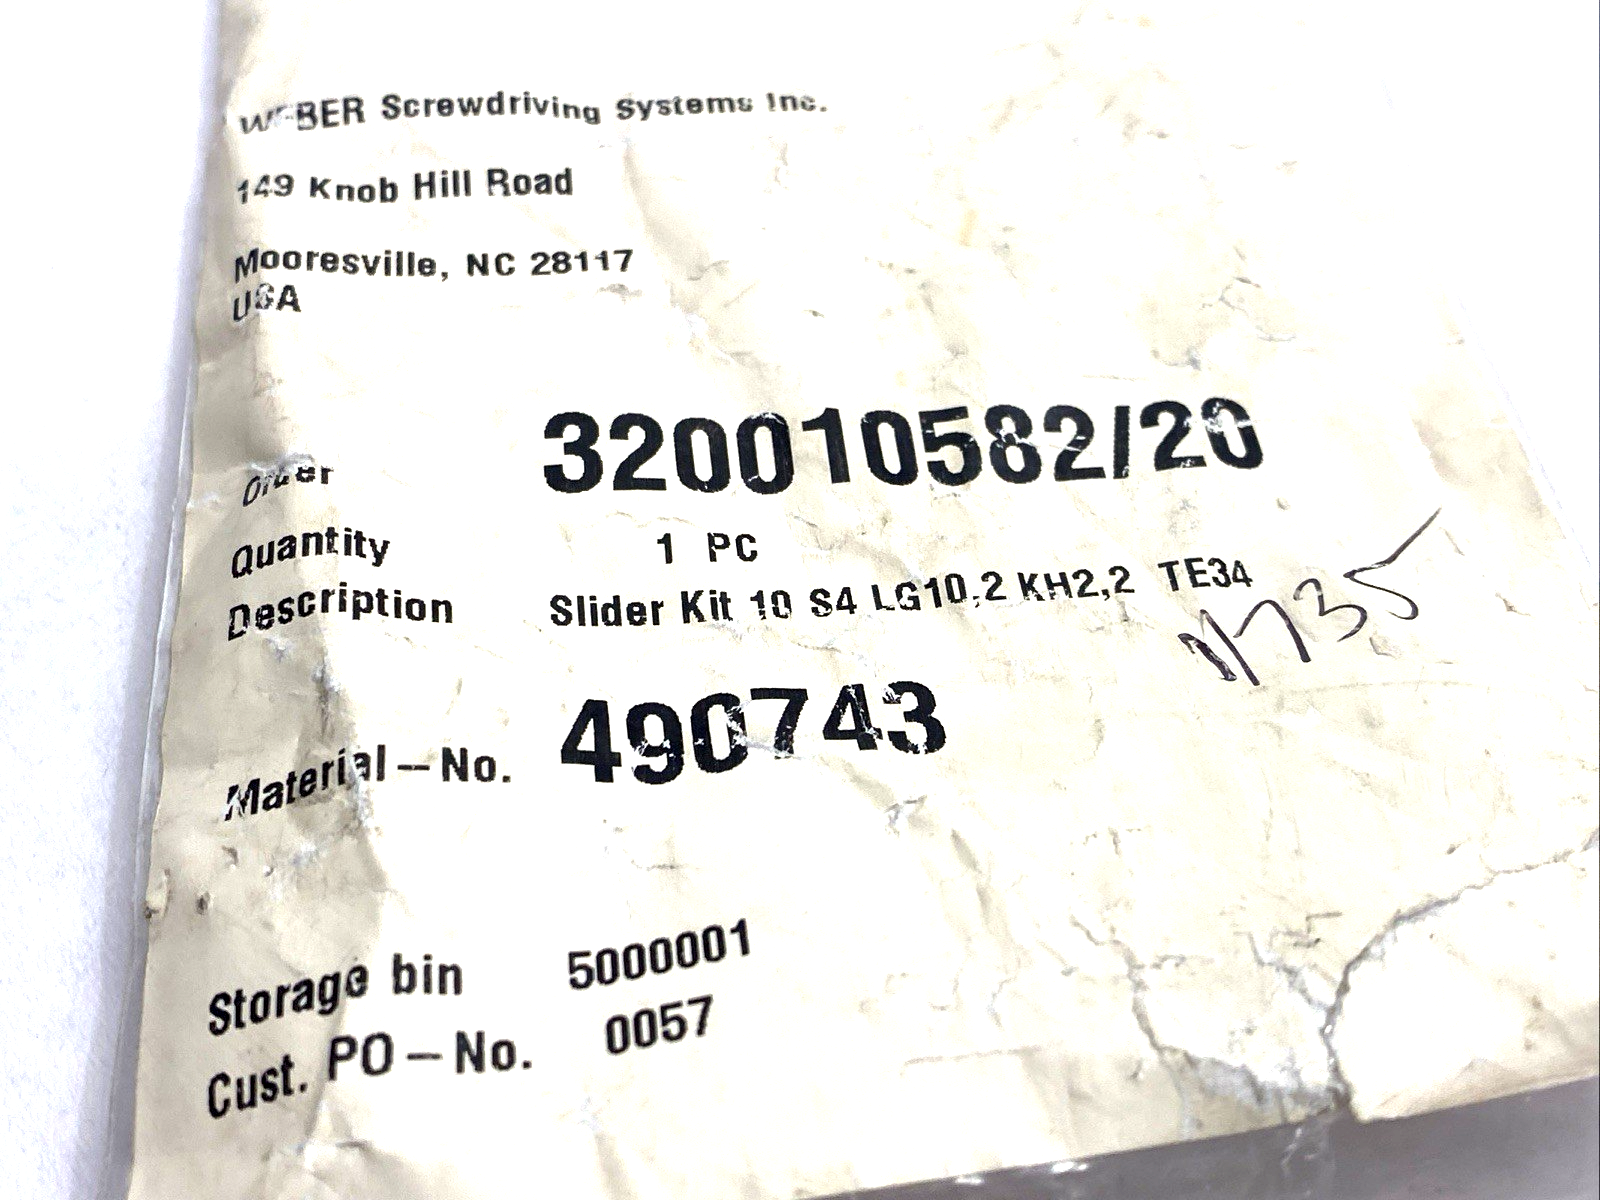 WEBER Screwdriving Systems Inc.
149 Knob Hill Road
Mooresville, NC 28117
USA
Order 320010582/20
Quantity 1 PC
Description Slider Kit 10 S4 LG10,2 KH2,2 TE34
Material-No. 490743
Storage bin 5000001
Cust. PO-No. 0057